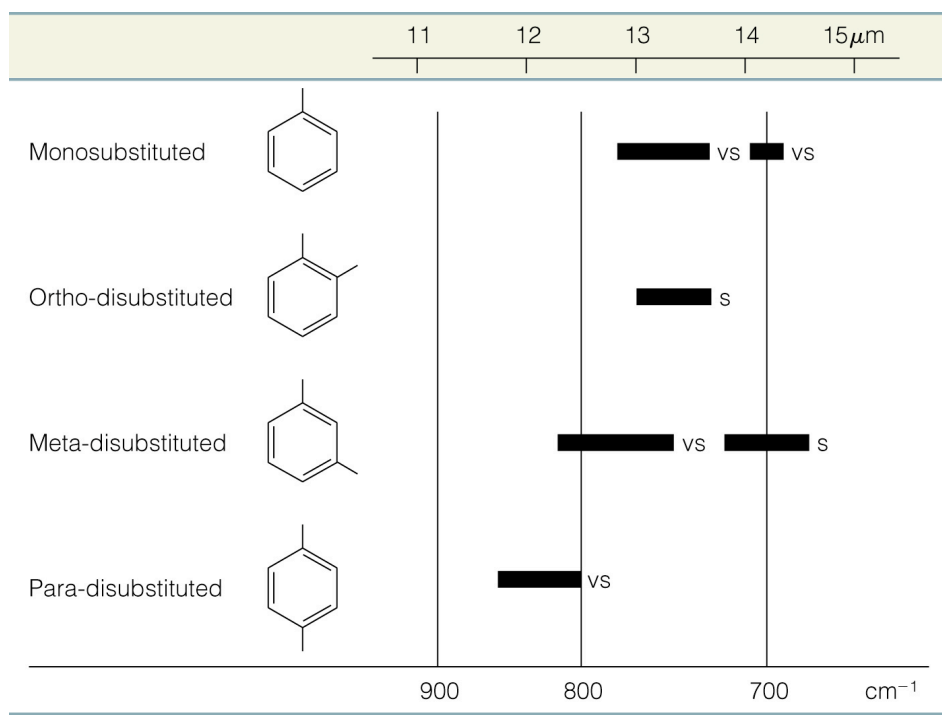 11 12 13 14 15μm
Monosubstituted vs vs
Ortho-disubstituted s
Meta-disubstituted vs s
Para-disubstituted vs
900 800 700 cm⁻¹